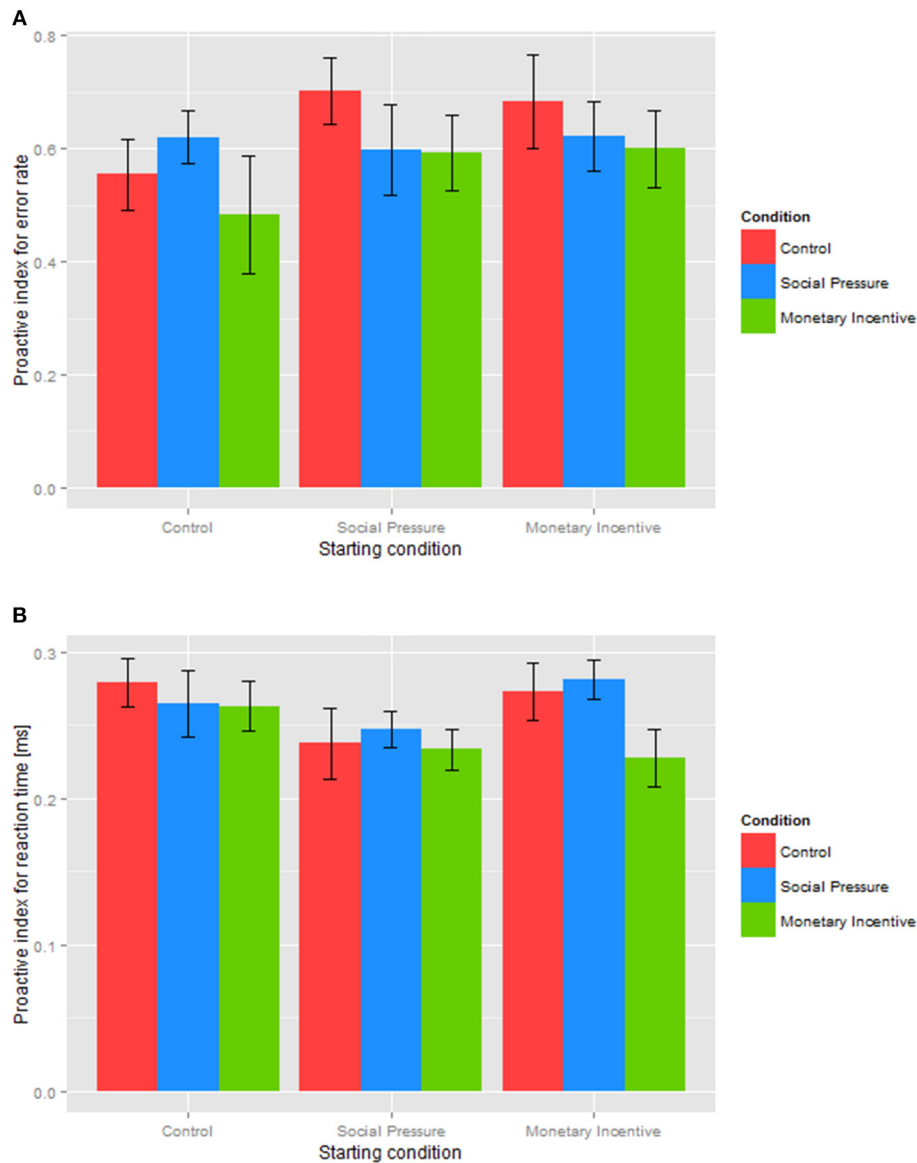 A
Proactive index for error rate
0.8
0.6
0.4
0.2
0.0
Control
Social Pressure
Monetary Incentive
Starting condition
Condition
Control
Social Pressure
Monetary Incentive
B
Proactive index for reaction time [ms]
0.3
0.2
0.1
0.0
Control
Social Pressure
Monetary Incentive
Starting condition
Condition
Control
Social Pressure
Monetary Incentive